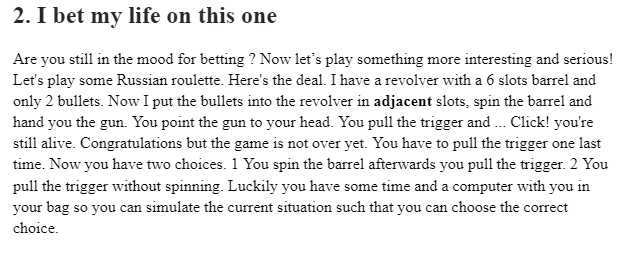 2. I bet my life on this one
Are you still in the mood for betting ? Now let’s play something more interesting and serious!
Let's play some Russian roulette. Here's the deal. I have a revolver with a 6 slots barrel and
only 2 bullets. Now I put the bullets into the revolver in adjacent slots, spin the barrel and
hand you the gun. You point the gun to your head. You pull the trigger and ... Click! you're
still alive. Congratulations but the game is not over yet. You have to pull the trigger one last
time. Now you have two choices. 1 You spin the barrel afterwards you pull the trigger. 2 You
pull the trigger without spinning. Luckily you have some time and a computer with you in
your bag so you can simulate the current situation such that you can choose the correct
choice.